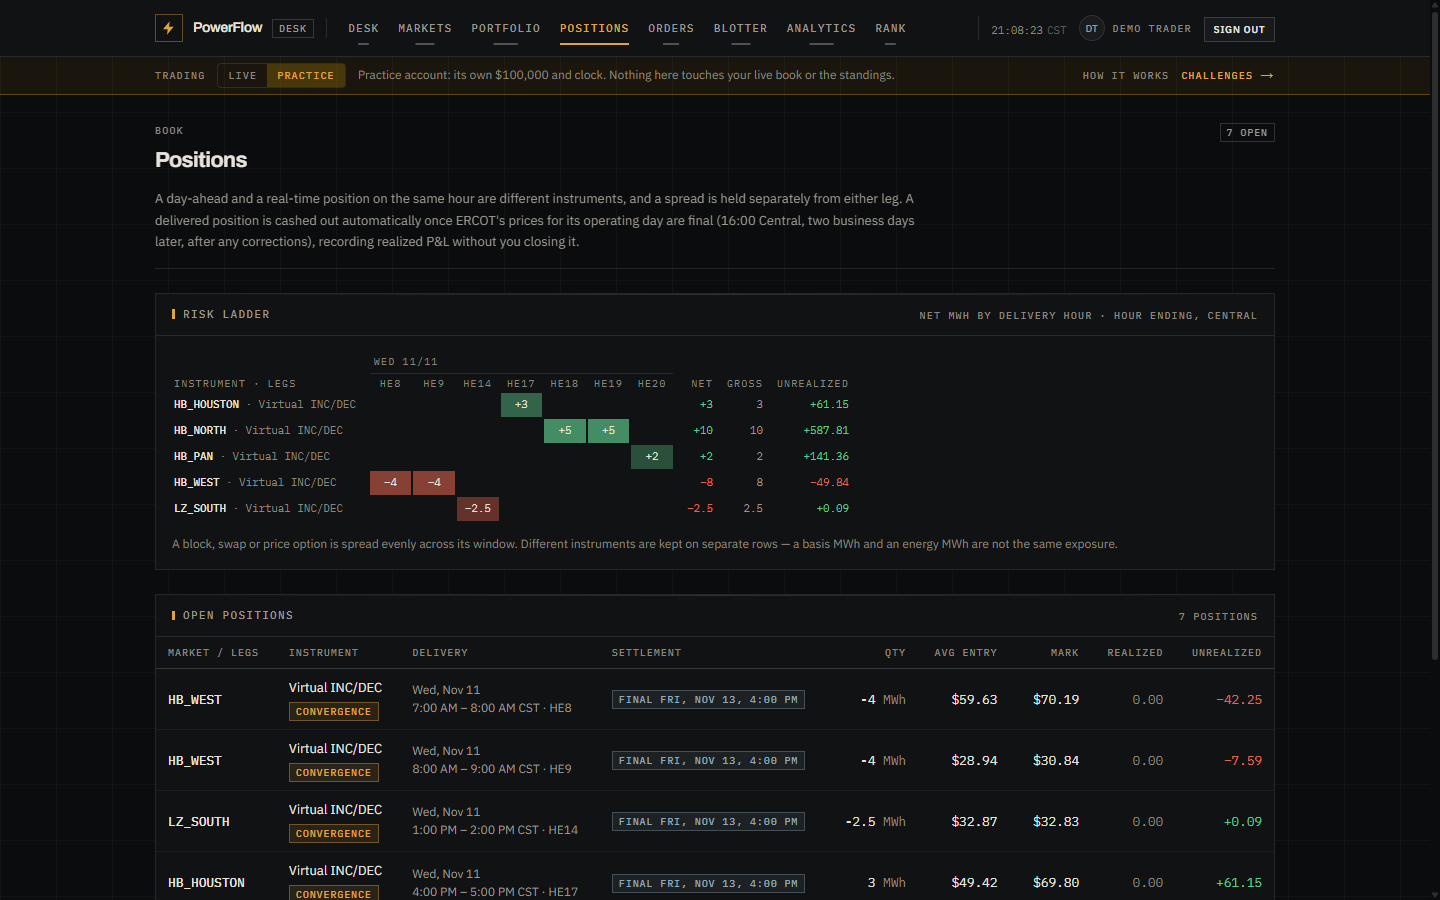 PowerFlow DESK DESK MARKETS PORTFOLIO POSITIONS ORDERS BLOTTER ANALYTICS RANK 21:08:23 CST DT DEMO TRADER SIGN OUT
TRADING LIVE PRACTICE Practice account: its own $100,000 and clock. Nothing here touches your live book or the standings. HOW IT WORKS CHALLENGES →
BOOK 7 OPEN
Positions
A day-ahead and a real-time position on the same hour are different instruments, and a spread is held separately from either leg. A
delivered position is cashed out automatically once ERCOT's prices for its operating day are final (16:00 Central, two business days
later, after any corrections), recording realized P&L without you closing it.
RISK LADDER NET MWH BY DELIVERY HOUR · HOUR ENDING, CENTRAL
WED 11/11
INSTRUMENT · LEGS HE8 HE9 HE14 HE17 HE18 HE19 HE20 NET GROSS UNREALIZED
HB_HOUSTON · Virtual INC/DEC +3 +3 3 +61.15
HB_NORTH · Virtual INC/DEC +5 +5 +10 10 +587.81
HB_PAN · Virtual INC/DEC +2 +2 2 +141.36
HB_WEST · Virtual INC/DEC −4 −4 −8 8 −49.84
LZ_SOUTH · Virtual INC/DEC −2.5 −2.5 2.5 +0.09
A block, swap or price option is spread evenly across its window. Different instruments are kept on separate rows — a basis MWh and an energy MWh are not the same exposure.
OPEN POSITIONS 7 POSITIONS
MARKET / LEGS INSTRUMENT DELIVERY SETTLEMENT QTY AVG ENTRY MARK REALIZED UNREALIZED
Virtual INC/DEC Wed, Nov 11
HB_WEST FINAL FRI, NOV 13, 4:00 PM -4 MWh $59.63 $70.19 0.00 −42.25
CONVERGENCE 7:00 AM – 8:00 AM CST · HE8
Virtual INC/DEC Wed, Nov 11
HB_WEST FINAL FRI, NOV 13, 4:00 PM -4 MWh $28.94 $30.84 0.00 −7.59
CONVERGENCE 8:00 AM – 9:00 AM CST · HE9
Virtual INC/DEC Wed, Nov 11
LZ_SOUTH FINAL FRI, NOV 13, 4:00 PM -2.5 MWh $32.87 $32.83 0.00 +0.09
CONVERGENCE 1:00 PM – 2:00 PM CST · HE14
Virtual INC/DEC Wed, Nov 11
HB_HOUSTON FINAL FRI, NOV 13, 4:00 PM 3 MWh $49.42 $69.80 0.00 +61.15
CONVERGENCE 4:00 PM – 5:00 PM CST · HE17